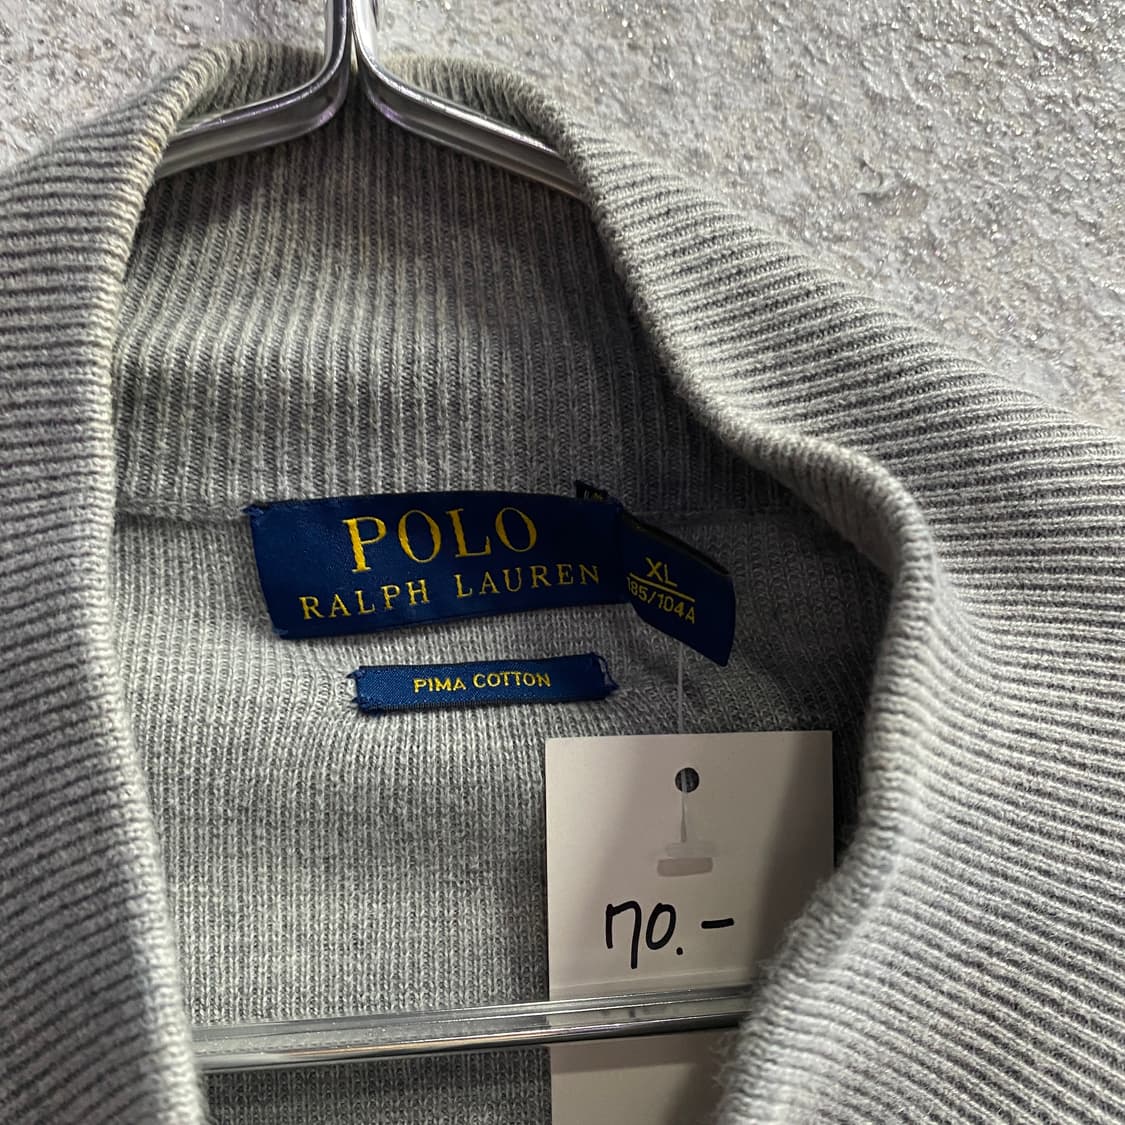 POLO
RALPH LAUREN
XL
185/104A
PIMA COTTON
70.-